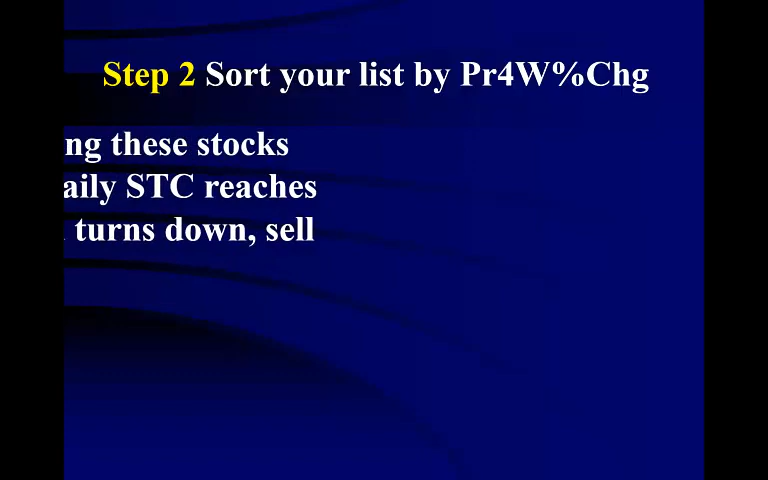 Step 2 Sort your list by Pr4W%Chg
ng these stocks
aily STC reaches
turns down, sell